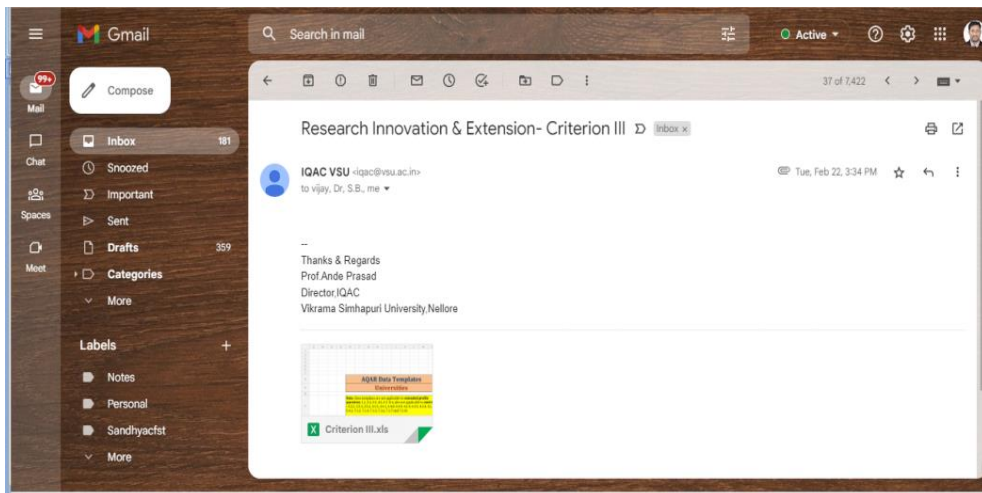 Gmail
Search in mail
Active
99+
Mail
Compose
37 of 7,422
Chat
Inbox 181
Snoozed
Spaces
Important
Sent
Meet
Drafts 359
Categories
More
Labels +
Notes
Personal
Sandhyacfst
More
Research Innovation & Extension- Criterion III Inbox x
IQAC VSU <iqac@vsu.ac.in> Tue, Feb 22, 3:34 PM
to vijay, Dr, S.B., me
--
Thanks & Regards
Prof.Ande Prasad
Director,IQAC
Vikrama Simhapuri University,Nellore
AQAR Data Templates
Universities
X Criterion III.xls